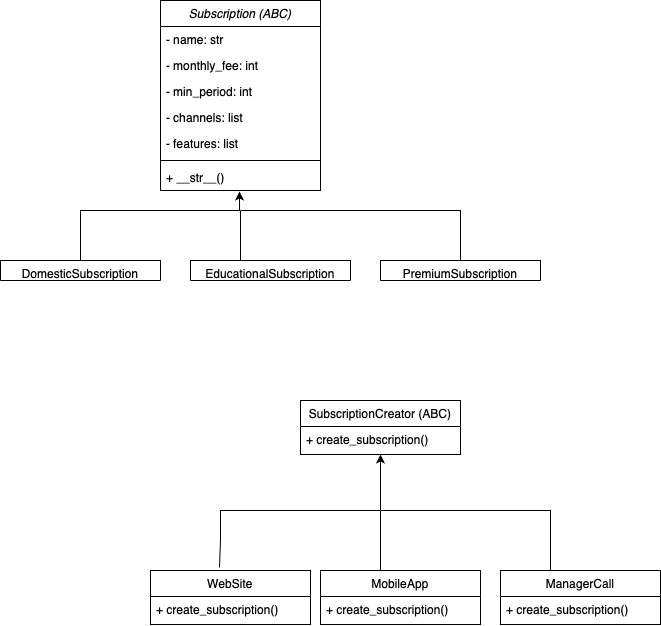 Subscription (ABC)
- name: str
- monthly_fee: int
- min_period: int
- channels: list
- features: list
+ __str__()
DomesticSubscription
EducationalSubscription
PremiumSubscription
SubscriptionCreator (ABC)
+ create_subscription()
WebSite
MobileApp
ManagerCall
+ create_subscription()
+ create_subscription()
+ create_subscription()